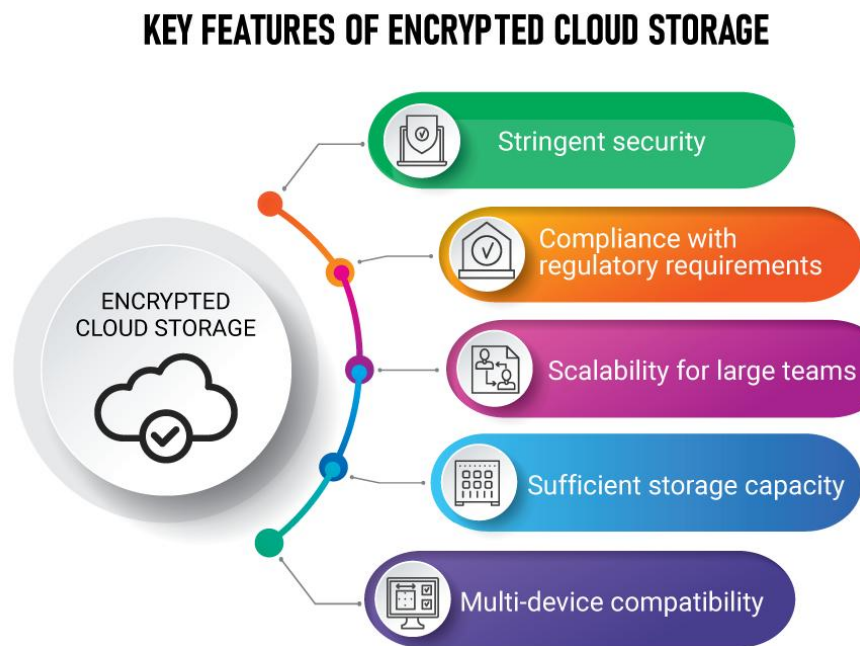 KEY FEATURES OF ENCRYPTED CLOUD STORAGE
ENCRYPTED
CLOUD STORAGE
Stringent security
Compliance with
regulatory requirements
Scalability for large teams
Sufficient storage capacity
Multi-device compatibility